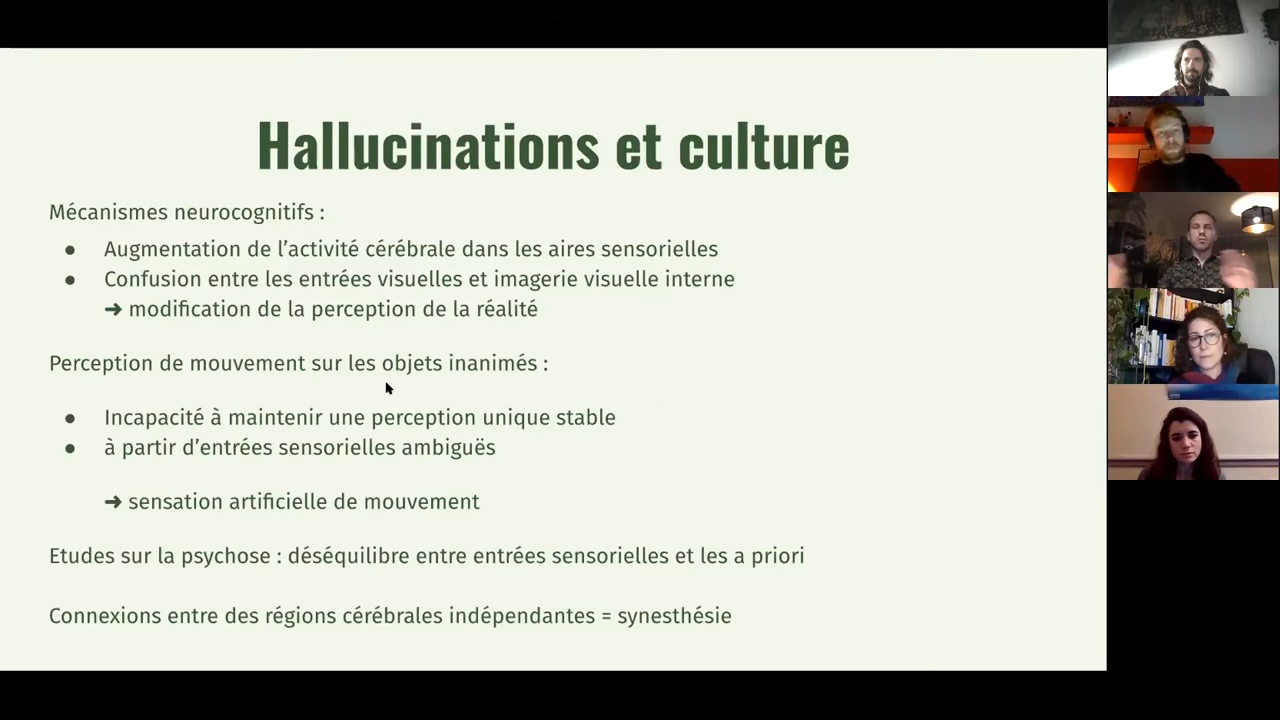 Hallucinations et culture
Mécanismes neurocognitifs :
● Augmentation de l’activité cérébrale dans les aires sensorielles
● Confusion entre les entrées visuelles et imagerie visuelle interne
➜ modification de la perception de la réalité
Perception de mouvement sur les objets inanimés :
● Incapacité à maintenir une perception unique stable
● à partir d’entrées sensorielles ambiguës
➜ sensation artificielle de mouvement
Etudes sur la psychose : déséquilibre entre entrées sensorielles et les a priori
Connexions entre des régions cérébrales indépendantes = synesthésie